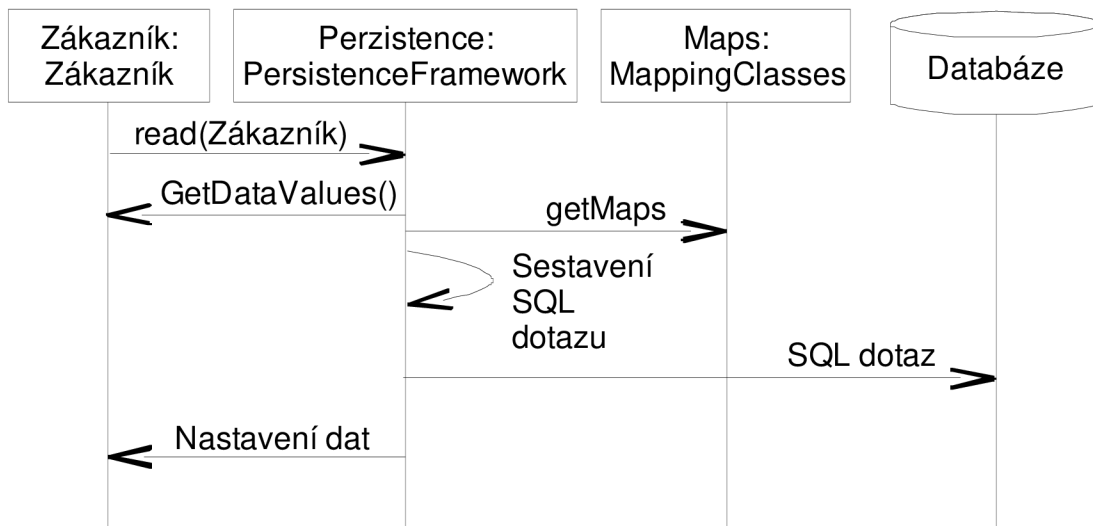 Zákazník:
Zákazník
Perzistence:
PersistenceFramework
Maps:
MappingClasses
Databáze
read(Zákazník)
GetDataValues()
getMaps
Sestavení
SQL
dotazu
SQL dotaz
Nastavení dat